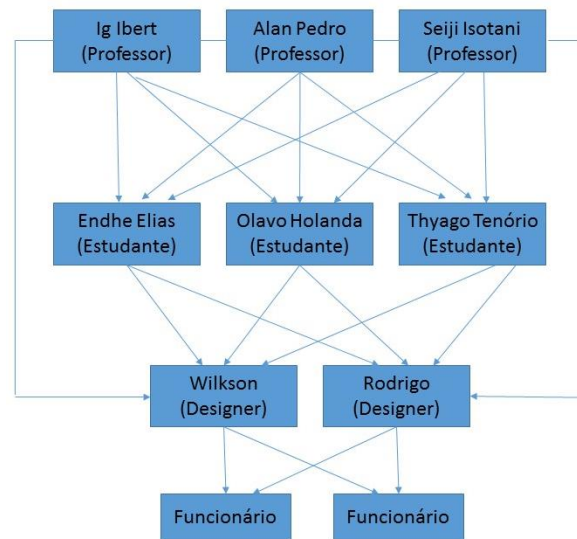 Ig Ibert
(Professor)
Alan Pedro
(Professor)
Seiji Isotani
(Professor)
Endhe Elias
(Estudante)
Olavo Holanda
(Estudante)
Thyago Tenório
(Estudante)
Wilkson
(Designer)
Rodrigo
(Designer)
Funcionário
Funcionário